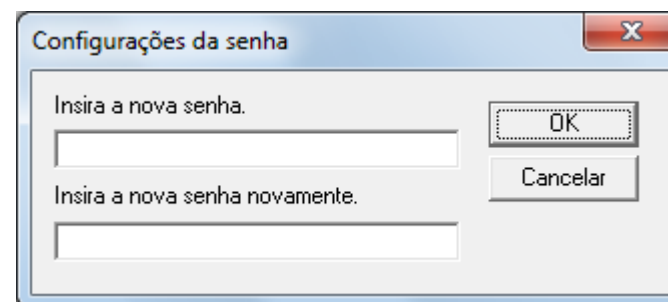 Configurações da senha
Insira a nova senha.
OK
Cancelar
Insira a nova senha novamente.